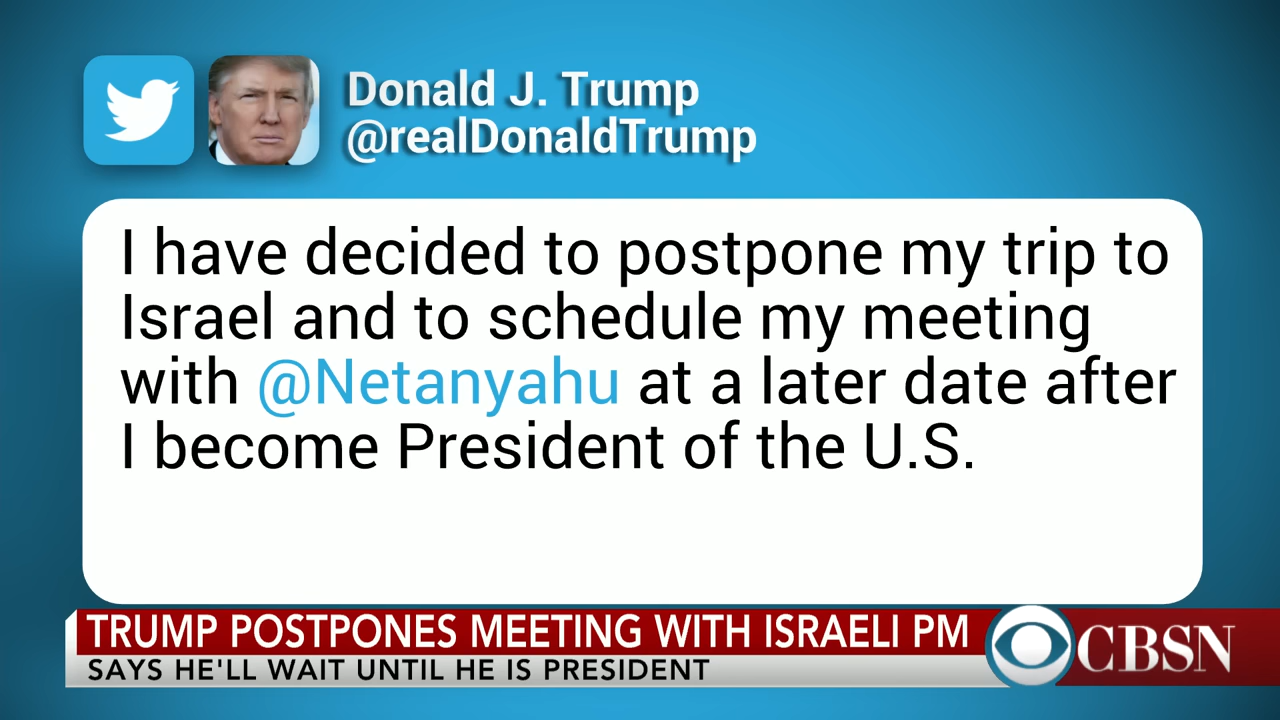 Donald J. Trump
@realDonaldTrump
I have decided to postpone my trip to
Israel and to schedule my meeting
with @Netanyahu at a later date after
I become President of the U.S.
TRUMP POSTPONES MEETING WITH ISRAELI PM
SAYS HE'LL WAIT UNTIL HE IS PRESIDENT
CBSN